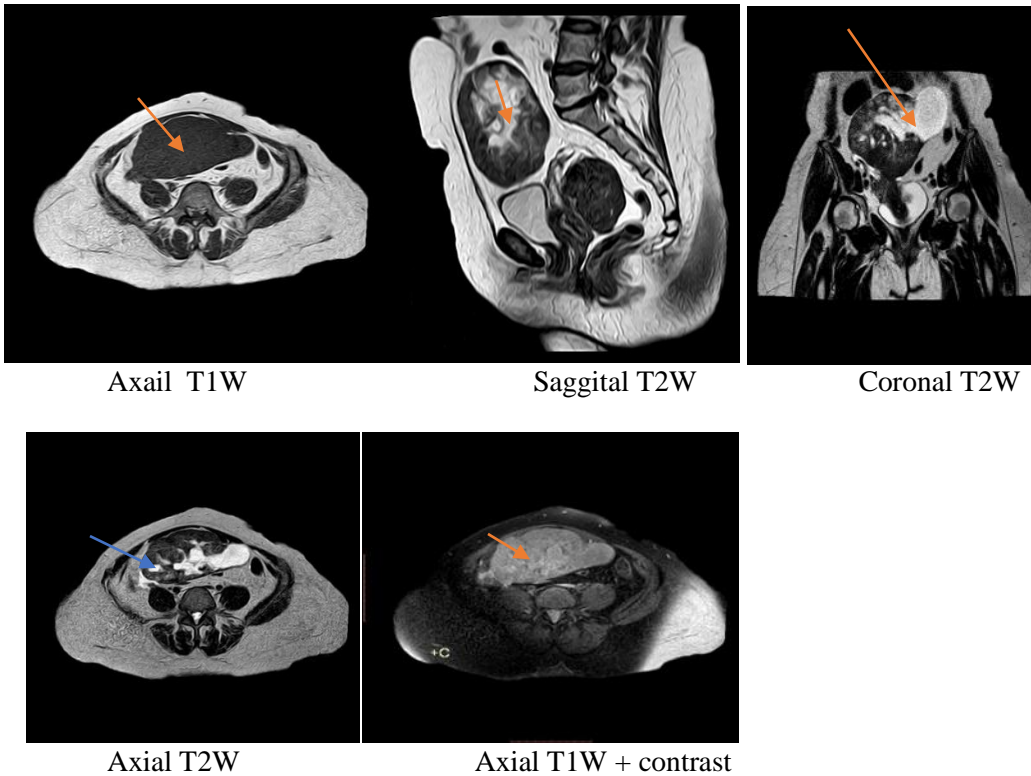 Axail T1W
Saggital T2W
Coronal T2W
+C
Axial T2W
Axial T1W + contrast